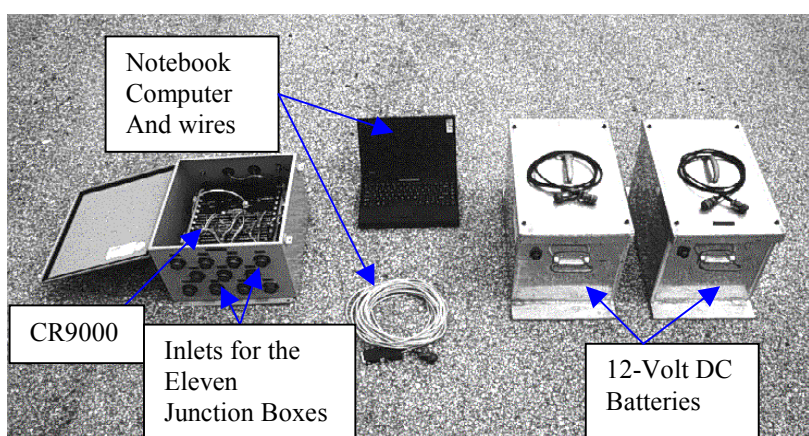 Notebook
Computer
And wires
CR9000
Inlets for the
Eleven
Junction Boxes
12-Volt DC
Batteries